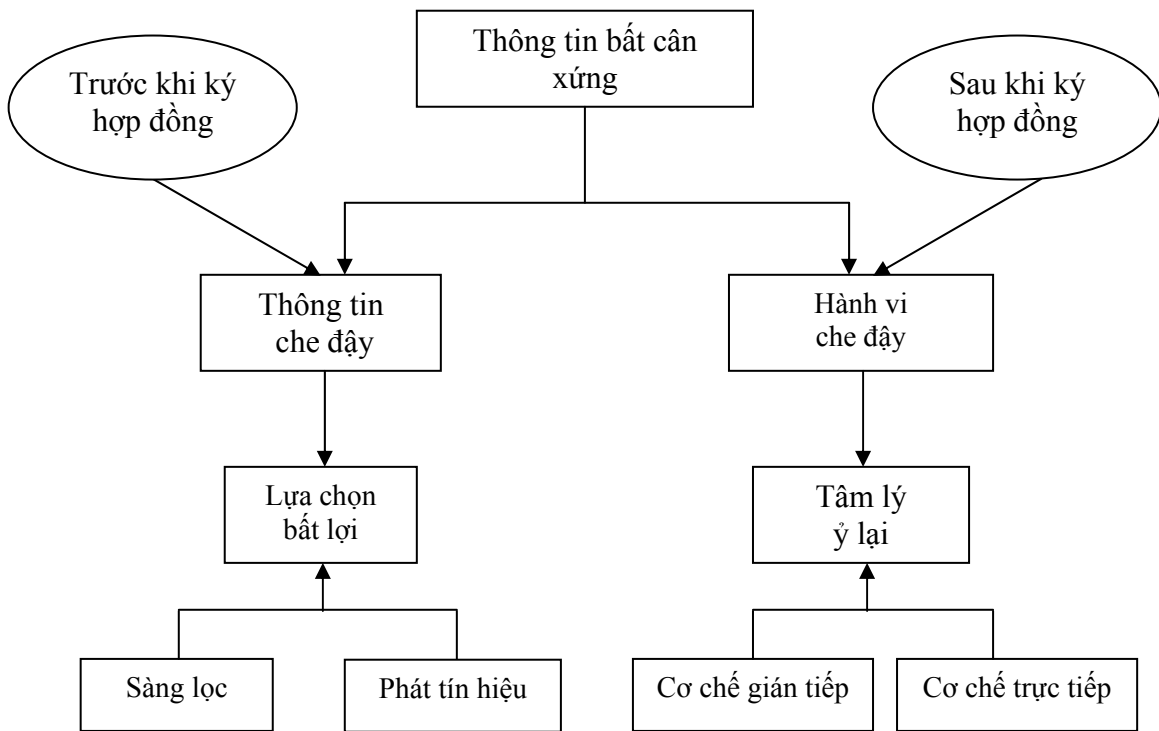 Thông tin bất cân
xứng
Trước khi ký
hợp đồng
Sau khi ký
hợp đồng
Thông tin
che đậy
Hành vi
che đậy
Lựa chọn
bất lợi
Tâm lý
ỷ lại
Sàng lọc
Phát tín hiệu
Cơ chế gián tiếp
Cơ chế trực tiếp